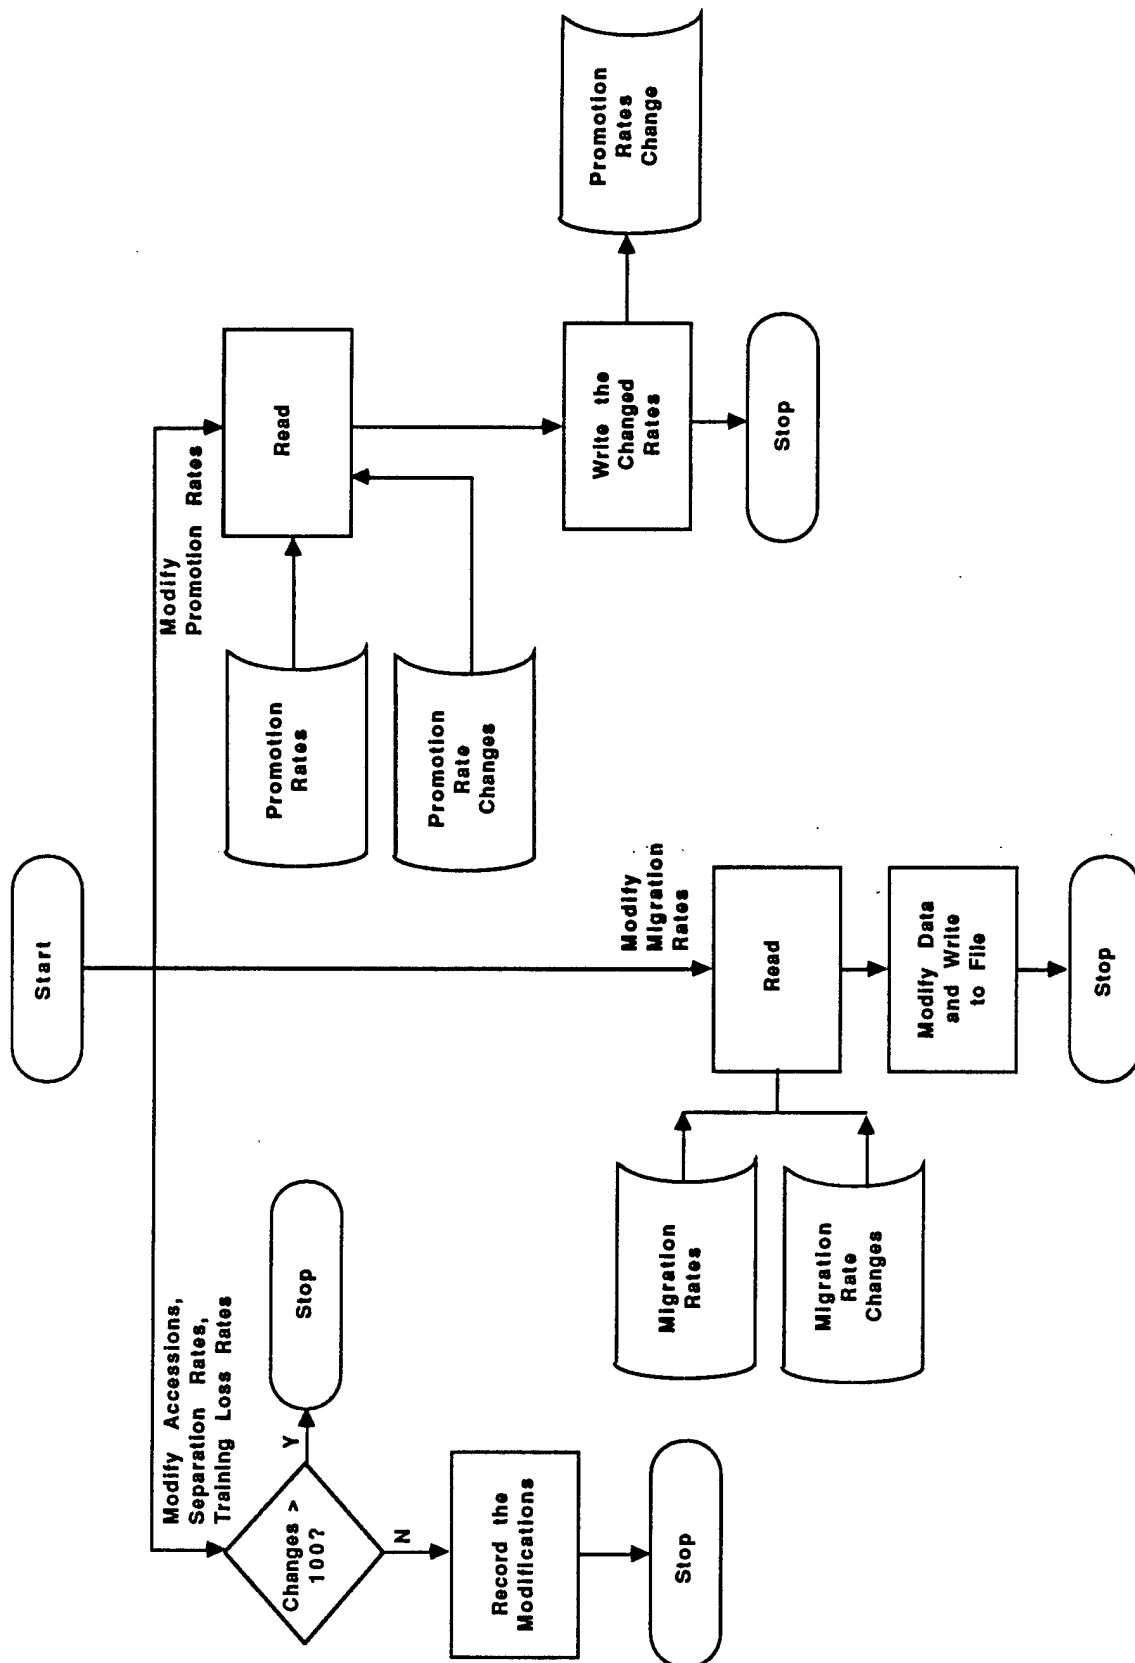 Start
Modify Accessions,
Separation Rates,
Training Loss Rates
Changes >
100?
Y
Stop
N
Record the
Modifications
Stop
Modify
Migration
Rates
Migration
Rates
Migration
Rate
Changes
Read
Modify Data
and Write
to File
Stop
Modify
Promotion Rates
Promotion
Rates
Promotion
Rate
Changes
Read
Write the
Changed
Rates
Promotion
Rates
Change
Stop